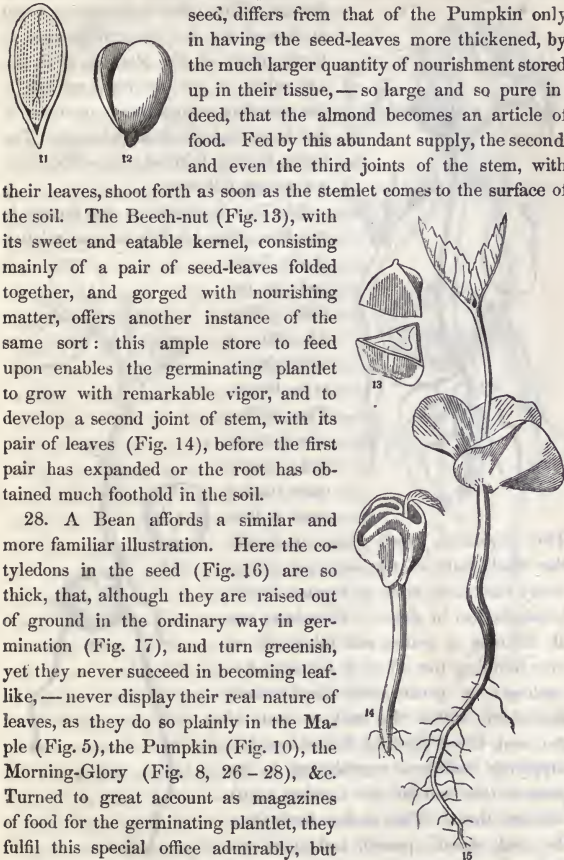 seed, differs from that of the Pumpkin only
in having the seed-leaves more thickened, by
the much larger quantity of nourishment stored
up in their tissue, — so large and so pure in-
deed, that the almond becomes an article of
food. Fed by this abundant supply, the second
and even the third joints of the stem, with
their leaves, shoot forth as soon as the stemlet comes to the surface of
the soil. The Beech-nut (Fig. 13), with
its sweet and eatable kernel, consisting
mainly of a pair of seed-leaves folded
together, and gorged with nourishing
matter, offers another instance of the
same sort: this ample store to feed
upon enables the germinating plantlet
to grow with remarkable vigor, and to
develop a second joint of stem, with its
pair of leaves (Fig. 14), before the first
pair has expanded or the root has ob-
tained much foothold in the soil.
28. A Bean affords a similar and
more familiar illustration. Here the co-
tyledons in the seed (Fig. 16) are so
thick, that, although they are raised out
of ground in the ordinary way in ger-
mination (Fig. 17), and turn greenish,
yet they never succeed in becoming leaf-
like, — never display their real nature of
leaves, as they do so plainly in the Ma-
ple (Fig. 5), the Pumpkin (Fig. 10), the
Morning-Glory (Fig. 8, 26 – 28), &c.
Turned to great account as magazines
of food for the germinating plantlet, they
fulfil this special office admirably, but
11
12
13
14
15